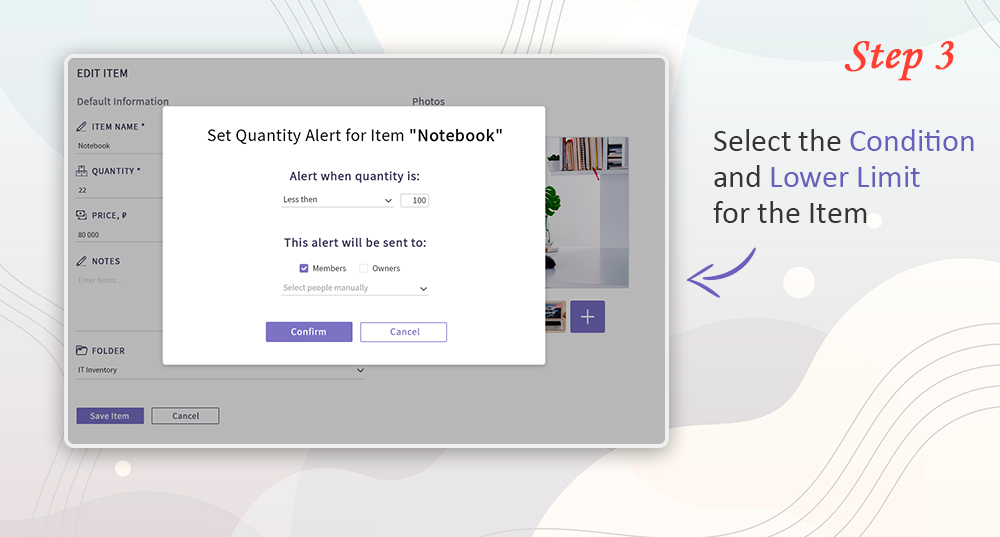 Step 3
Select the Condition
and Lower Limit
for the Item
EDIT ITEM
Default Information
Photos
ITEM NAME *
Notebook
QUANTITY *
22
PRICE, ₽
80 000
NOTES
Enter Notes ...
FOLDER
IT Inventory
Save Item
Cancel
Set Quantity Alert for Item "Notebook"
Alert when quantity is:
Less then
100
This alert will be sent to:
Members
Owners
Select people manually
Confirm
Cancel